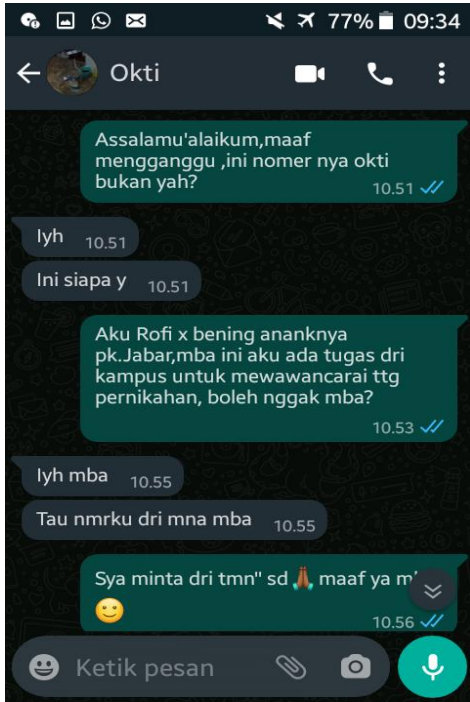 77% 09:34
Okti
Assalamu'alaikum,maaf
mengganggu ,ini nomer nya okti
bukan yah?
10.51
Iyh 10.51
Ini siapa y 10.51
Aku Rofi x bening ananknya
pk.Jabar,mba ini aku ada tugas dri
kampus untuk mewawancarai ttg
pernikahan, boleh nggak mba?
10.53
Iyh mba 10.55
Tau nmrku dri mna mba 10.55
Sya minta dri tmn" sd 🙏🏾 maaf ya
🙂
10.56
Ketik pesan